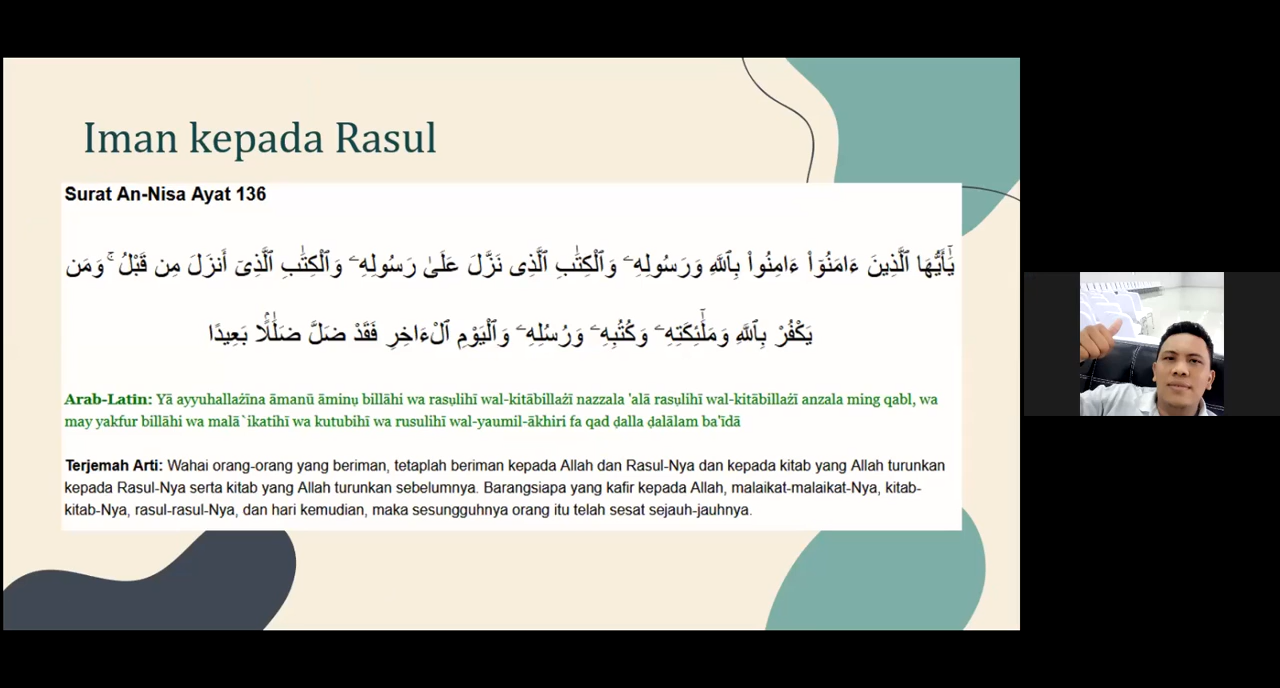 Iman kepada Rasul
Surat An-Nisa Ayat 136
يَٰٓأَيُّهَا ٱلَّذِينَ ءَامَنُوٓا۟ ءَامِنُوا۟ بِٱللَّهِ وَرَسُولِهِۦ وَٱلْكِتَٰبِ ٱلَّذِى نَزَّلَ عَلَىٰ رَسُولِهِۦ وَٱلْكِتَٰبِ ٱلَّذِىٓ أَنزَلَ مِن قَبْلُ ۚ وَمَن
يَكْفُرْ بِٱللَّهِ وَمَلَٰٓئِكَتِهِۦ وَكُتُبِهِۦ وَرُسُلِهِۦ وَٱلْيَوْمِ ٱلْءَاخِرِ فَقَدْ ضَلَّ ضَلَٰلًۢا بَعِيدًا
Arab-Latin: Yā ayyuhallażīna āmanū āminụ billāhi wa rasụlihī wal-kitābillażī nazzala 'alā rasụlihī wal-kitābillażī anzala ming qabl, wa
may yakfur billāhi wa malā`ikatihī wa kutubihī wa rusulihī wal-yaumil-ākhiri fa qad ḍalla ḍalālam ba'īdā
Terjemah Arti: Wahai orang-orang yang beriman, tetaplah beriman kepada Allah dan Rasul-Nya dan kepada kitab yang Allah turunkan
kepada Rasul-Nya serta kitab yang Allah turunkan sebelumnya. Barangsiapa yang kafir kepada Allah, malaikat-malaikat-Nya, kitab-
kitab-Nya, rasul-rasul-Nya, dan hari kemudian, maka sesungguhnya orang itu telah sesat sejauh-jauhnya.